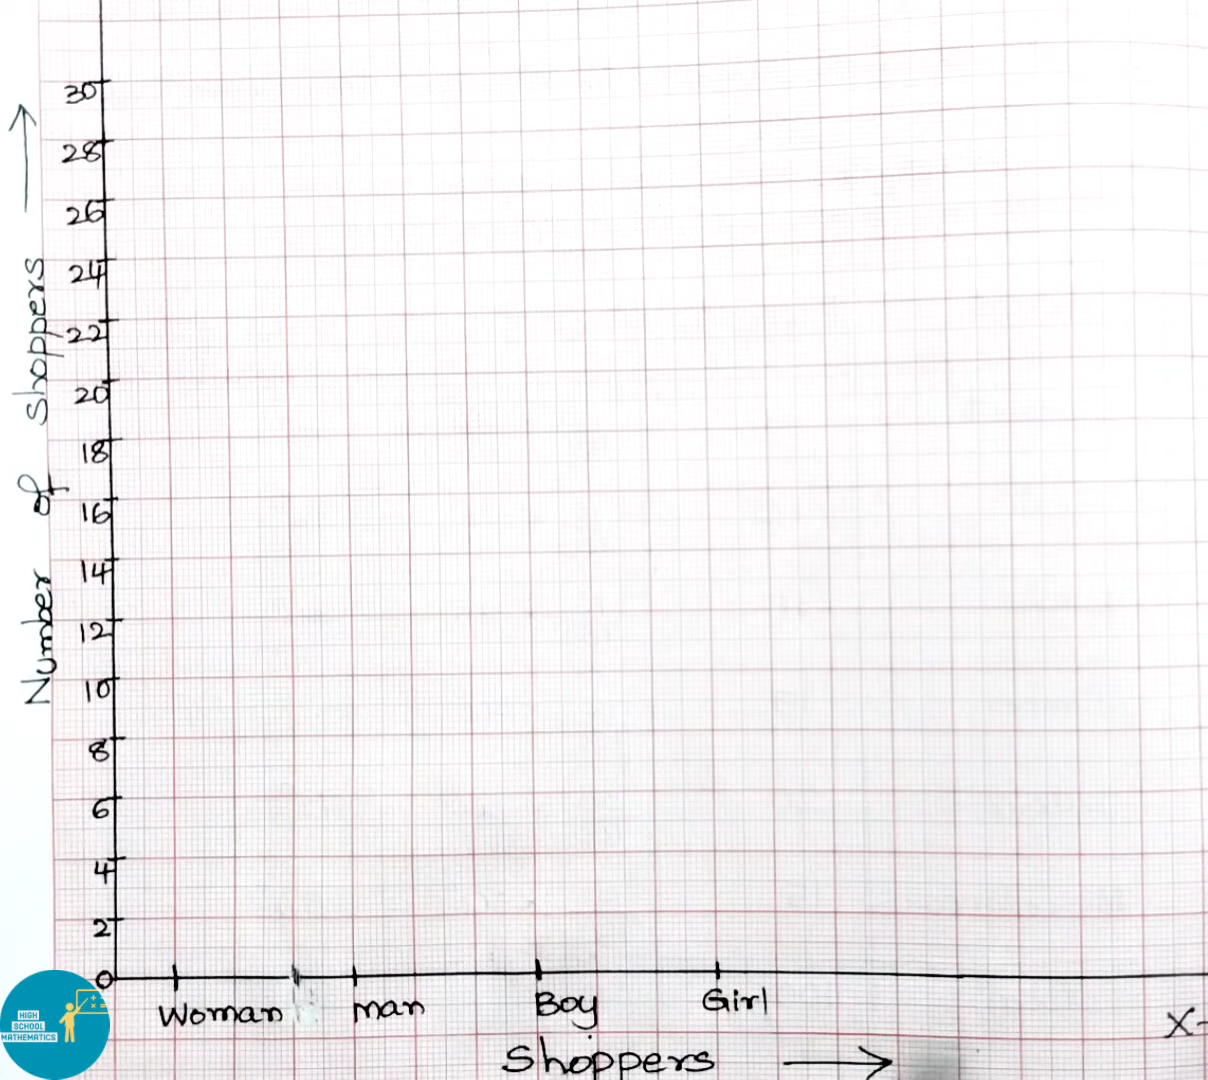 30
28
26
24
22
20
18
16
14
12
10
8
6
4
2
0
Number of shoppers
Woman man Boy Girl
Shoppers
X-
HIGH
SCHOOL
MATHEMATICS